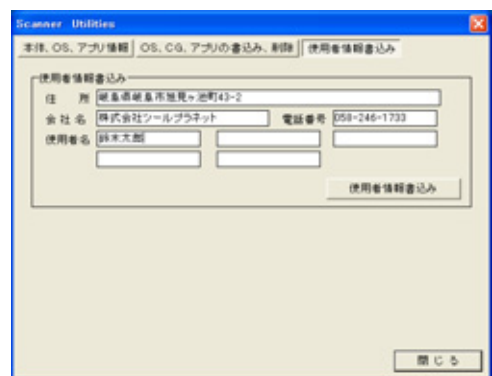 Scanner Utilities
本体、OS、アプリ情報 OS、CG、アプリの書込み、削除 使用者情報書込み
使用者情報書込み
住 所 岐阜県岐阜市旭見ヶ池町43-2
会 社 名 株式会社ツールプラネット 電話番号 058-246-1733
使用者名 鈴木太郎
使用者情報書込み
閉じる